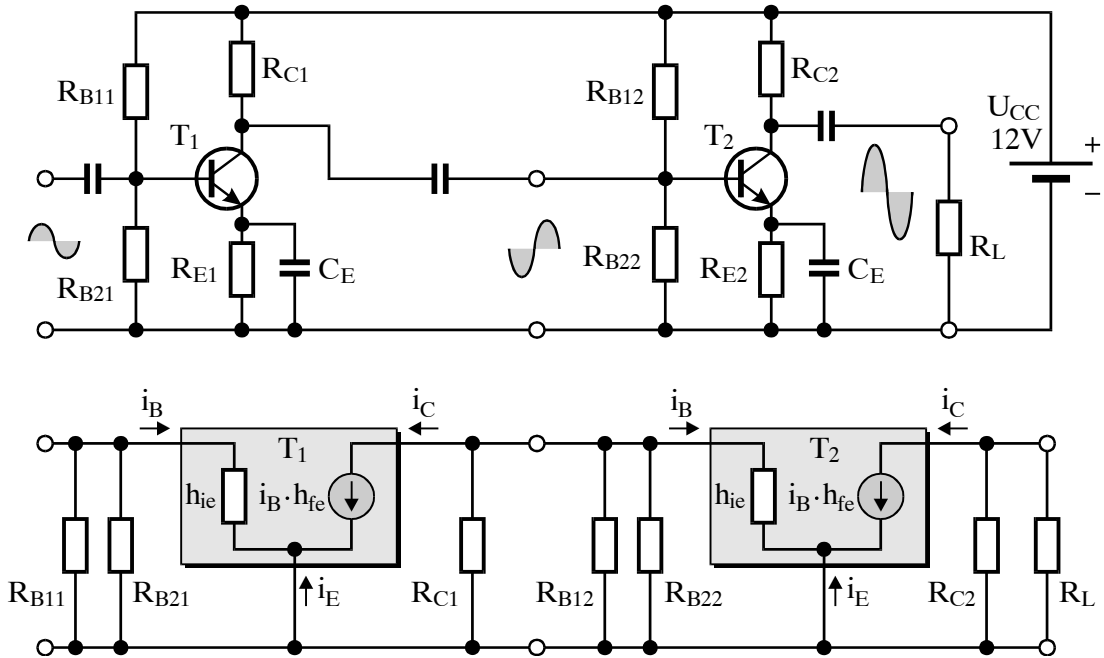 R_B11
R_C1
T_1
R_B21
R_E1
C_E
R_B12
R_C2
T_2
R_B22
R_E2
C_E
R_L
U_CC
12V
+
−
i_B
i_C
T_1
h_ie
i_B·h_fe
R_B11
R_B21
i_E
R_C1
i_B
i_C
T_2
h_ie
i_B·h_fe
R_B12
R_B22
i_E
R_C2
R_L